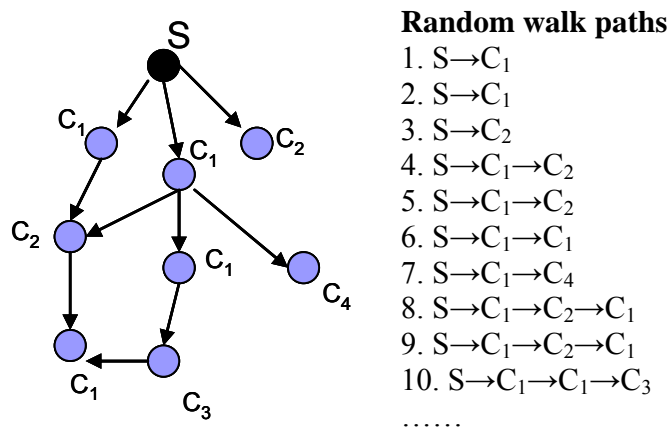 S
C₁
C₂
C₁
C₂
C₁
C₄
C₁
C₃
Random walk paths
1. S→C₁
2. S→C₁
3. S→C₂
4. S→C₁→C₂
5. S→C₁→C₂
6. S→C₁→C₁
7. S→C₁→C₄
8. S→C₁→C₂→C₁
9. S→C₁→C₂→C₁
10. S→C₁→C₁→C₃
……